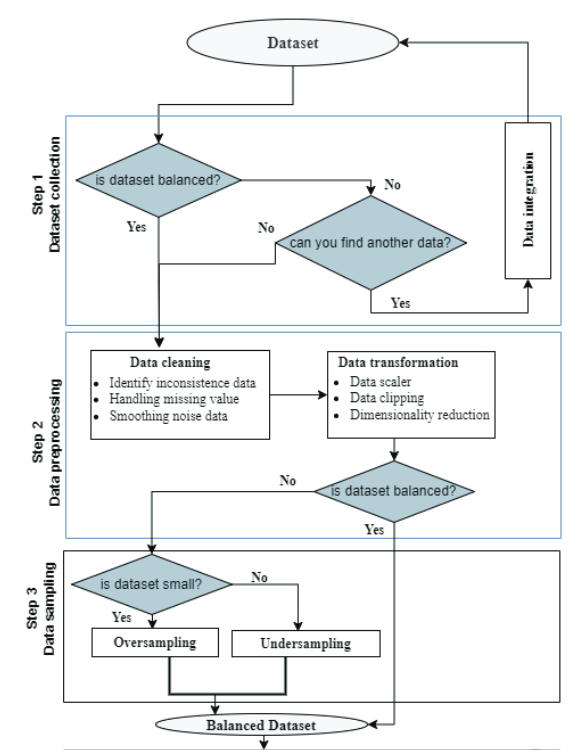 Dataset
Step 1
Dataset collection
is dataset balanced?
No
Data integration
Yes
No
can you find another data?
Yes
Step 2
Data preprocessing
Data cleaning
• Identify inconsistence data
• Handling missing value
• Smoothing noise data
Data transformation
• Data scaler
• Data clipping
• Dimensionality reduction
No
is dataset balanced?
Yes
Step 3
Data sampling
is dataset small?
No
Yes
Oversampling
Undersampling
Balanced Dataset